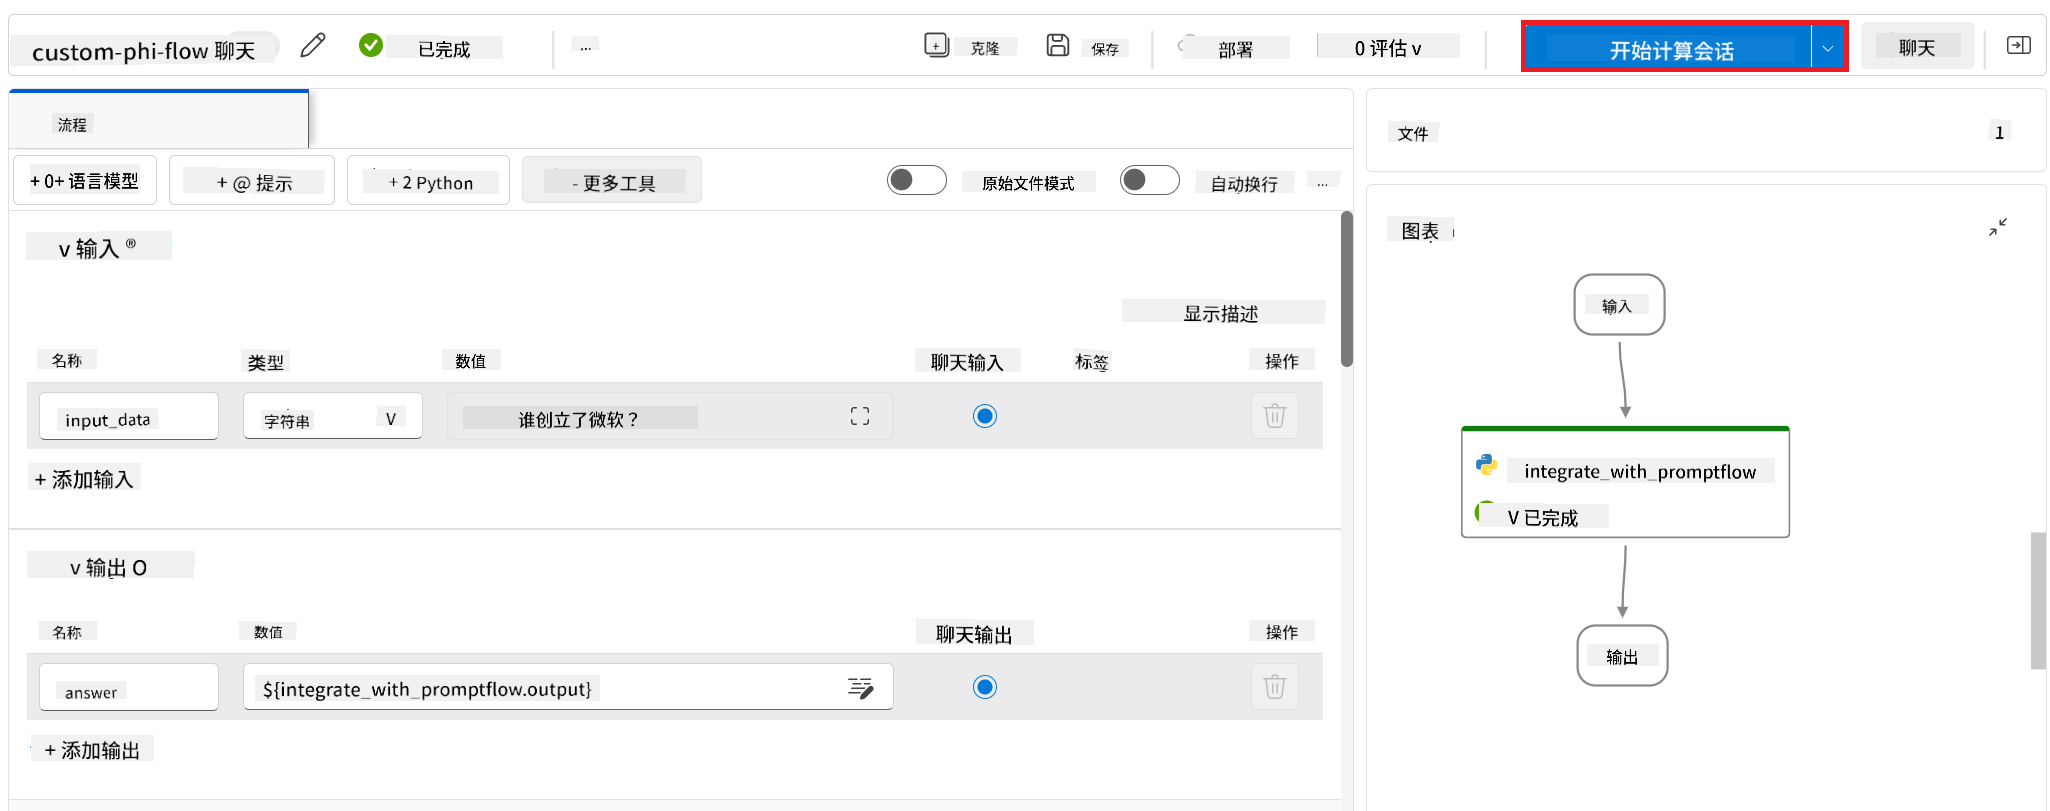 custom-phi-flow 聊天
已完成
...
克隆
保存
部署
0 评估 v
开始计算会话
聊天
流程
+ 0+ 语言模型
+ @ 提示
+ 2 Python
- 更多工具
原始文件模式
自动换行
...
v 输入 ®
显示描述
名称 类型 数值 聊天输入 标签 操作
input_data 字符串 V 谁创立了微软？
+ 添加输入
v 输出 O
名称 数值 聊天输出 操作
answer ${integrate_with_promptflow.output}
+ 添加输出
文件 1
图表
输入
integrate_with_promptflow
V 已完成
输出